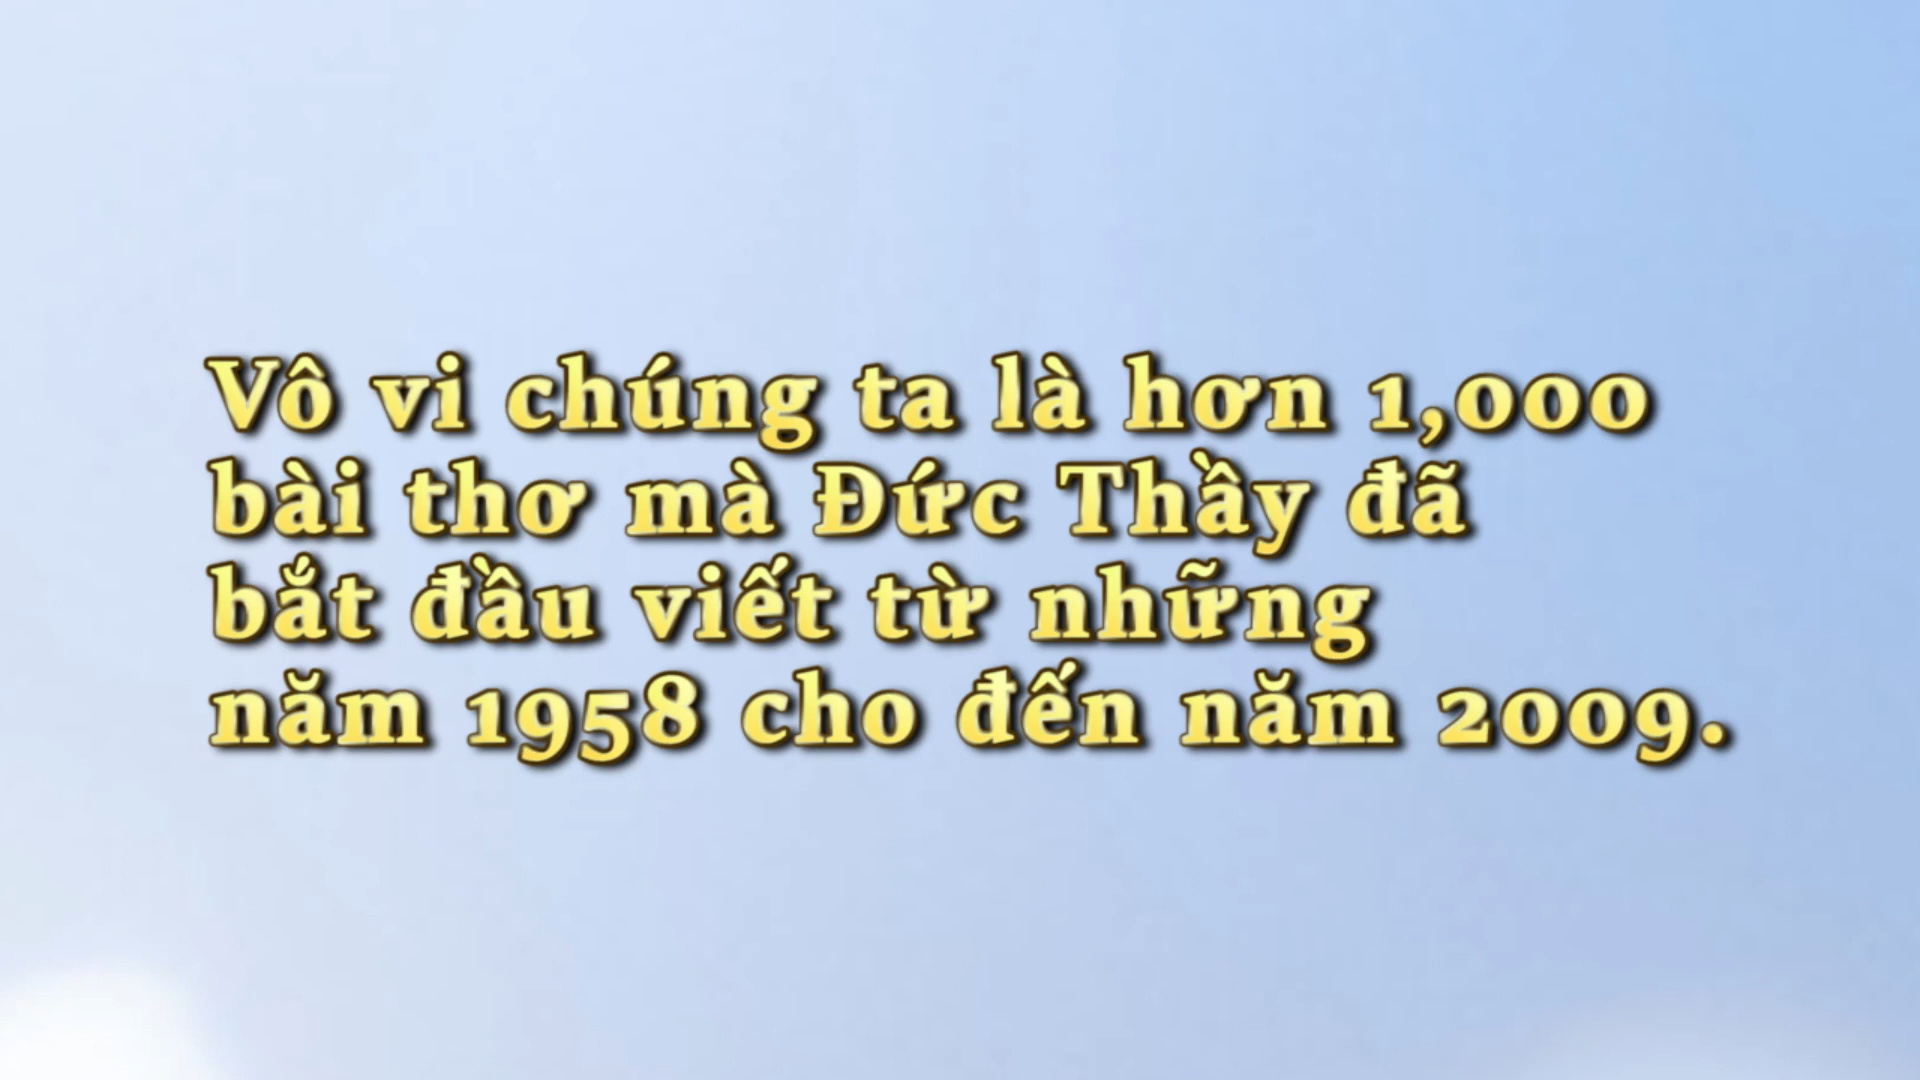 Vô vi chúng ta là hơn 1,000
bài thơ mà Đức Thầy đã
bắt đầu viết từ những
năm 1958 cho đến năm 2009.